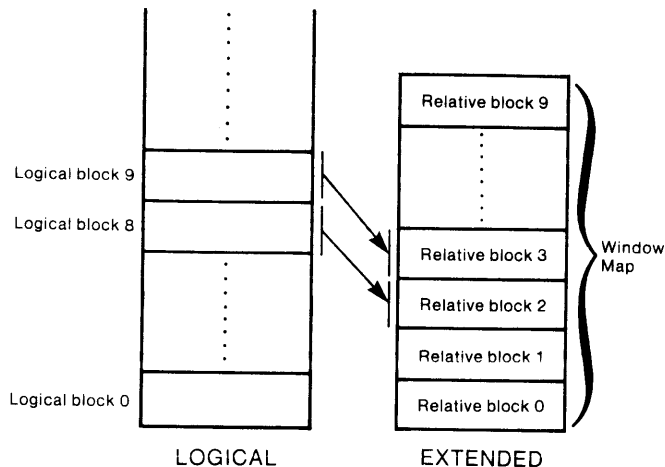 Logical block 9
Logical block 8
Logical block 0
LOGICAL
Relative block 9
Relative block 3
Relative block 2
Relative block 1
Relative block 0
EXTENDED
Window
Map